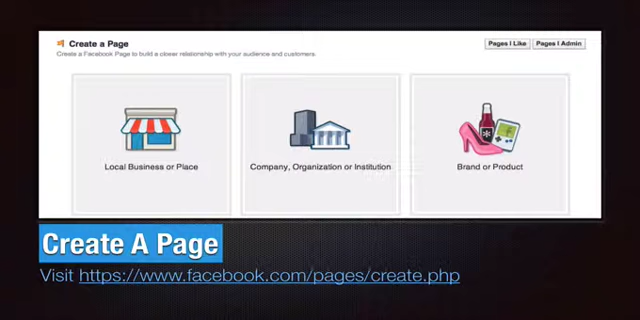 Create a Page
Pages I Like Pages I Admin
Create a Facebook Page to build a closer relationship with your audience and customers.
Local Business or Place
Company, Organization or Institution
Brand or Product
Create A Page
Visit https://www.facebook.com/pages/create.php